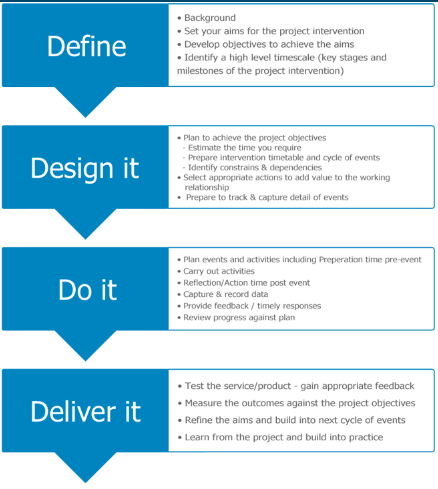 Define
• Background
• Set your aims for the project intervention
• Develop objectives to achieve the aims
• Identify a high level timescale (key stages and
milestones of the project intervention)
Design it
• Plan to achieve the project objectives
- Estimate the time you require
- Prepare intervention timetable and cycle of events
- Identify constrains & dependencies
• Select appropriate actions to add value to the working
relationship
• Prepare to track & capture detail of events
Do it
• Plan events and activities including Preperation time pre-event
• Carry out activities
• Reflection/Action time post event
• Capture & record data
• Provide feedback / timely responses
• Review progress against plan
Deliver it
• Test the service/product - gain appropriate feedback
• Measure the outcomes against the project objectives
• Refine the aims and build into next cycle of events
• Learn from the project and build into practice